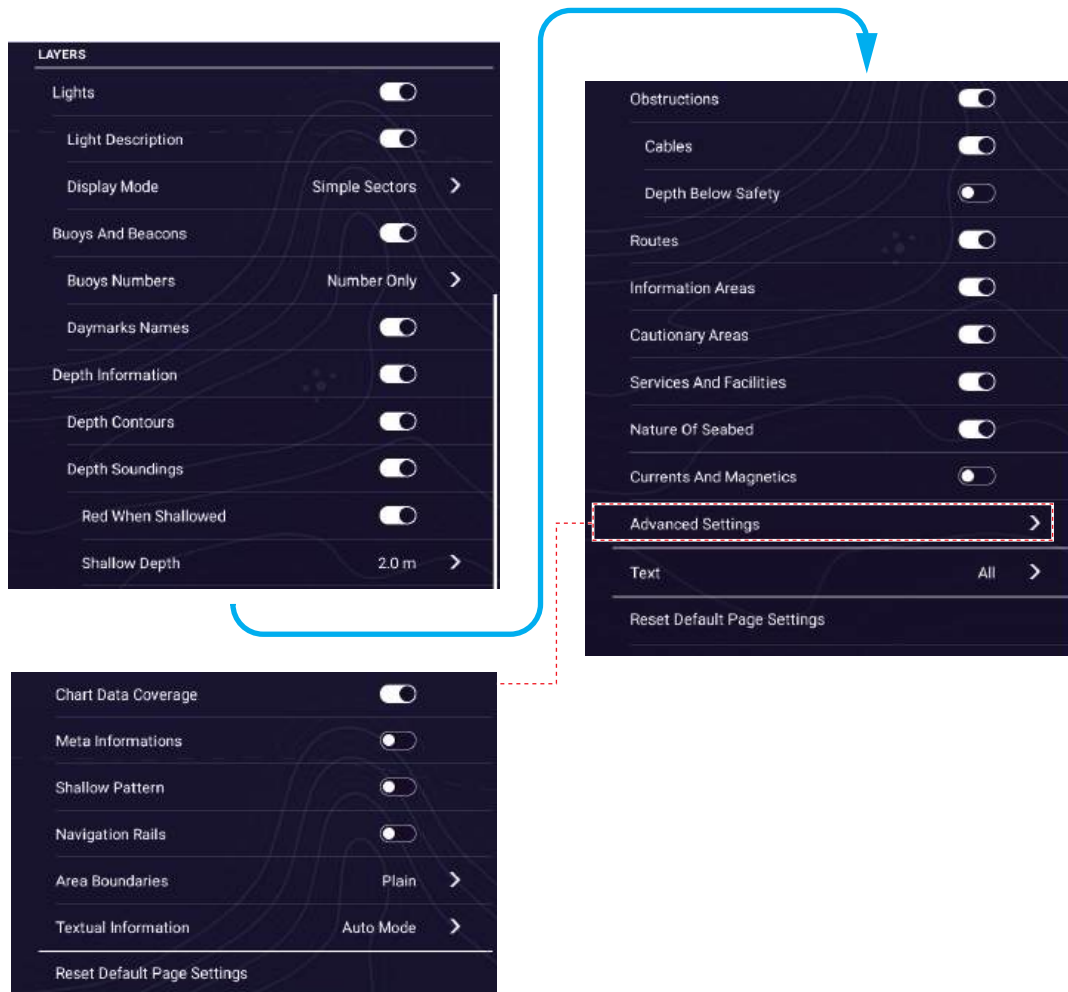 LAYERS
Lights
Light Description
Display Mode Simple Sectors
Buoys And Beacons
Buoys Numbers Number Only
Daymarks Names
Depth Information
Depth Contours
Depth Soundings
Red When Shallowed
Shallow Depth 2.0 m
Obstructions
Cables
Depth Below Safety
Routes
Information Areas
Cautionary Areas
Services And Facilities
Nature Of Seabed
Currents And Magnetics
Advanced Settings
Text All
Reset Default Page Settings
Chart Data Coverage
Meta Informations
Shallow Pattern
Navigation Rails
Area Boundaries Plain
Textual Information Auto Mode
Reset Default Page Settings